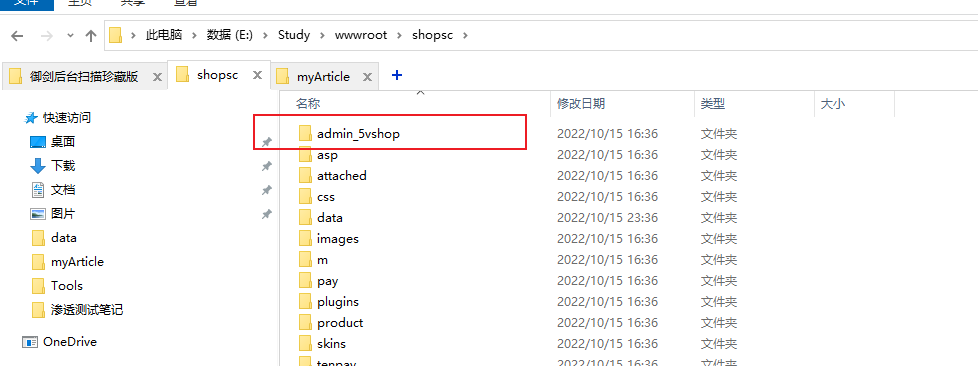 文件 主页 共享 查看
此电脑 数据 (E:) Study wwwroot shopsc
御剑后台扫描珍藏版 shopsc myArticle
名称 修改日期 类型 大小
快速访问
桌面
下载
文档
图片
data
myArticle
Tools
渗透测试笔记
OneDrive
admin_5vshop 2022/10/15 16:36 文件夹
asp 2022/10/15 16:36 文件夹
attached 2022/10/15 16:36 文件夹
css 2022/10/15 16:36 文件夹
data 2022/10/15 23:36 文件夹
images 2022/10/15 16:36 文件夹
m 2022/10/15 16:36 文件夹
pay 2022/10/15 16:36 文件夹
plugins 2022/10/15 16:36 文件夹
product 2022/10/15 16:36 文件夹
skins 2022/10/15 16:36 文件夹
tenpay 2022/10/15 16:36 文件夹